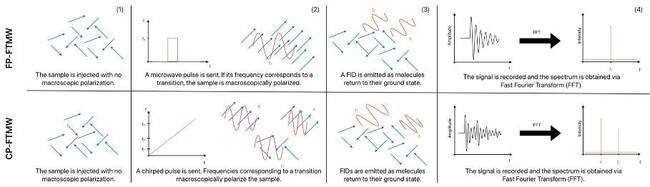 (1)
(2)
(3)
(4)
FP-FTMW
The sample is injected with no
macroscopic polarization.
A microwave pulse is sent. If its frequency corresponds to a
transition, the sample is macroscopically polarized.
A FID is emitted as molecules
return to their ground state.
Amplitude
FFT
Intensity
The signal is recorded and the spectrum is obtained via
Fast Fourier Transform (FFT).
CP-FTMW
The sample is injected with no
macroscopic polarization.
A chirped pulse is sent. Frequencies corresponding to a transition
macroscopically polarize the sample.
FIDs are emitted as molecules
return to their ground state.
Amplitude
FFT
Intensity
The signal is recorded and the spectrum is obtained via
Fast Fourier Transform (FFT).